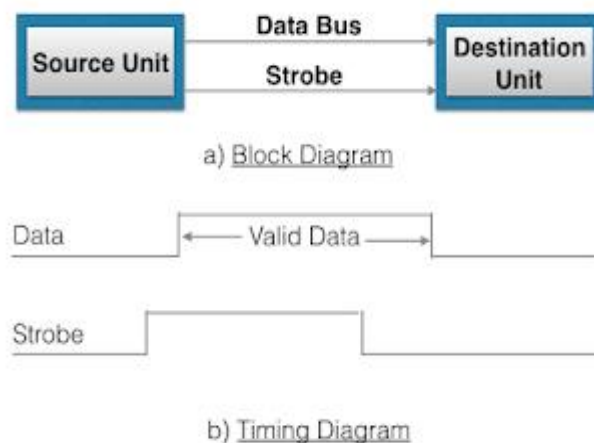 Data Bus
Source Unit
Strobe
Destination
Unit
a) Block Diagram
Data
Valid Data
Strobe
b) Timing Diagram